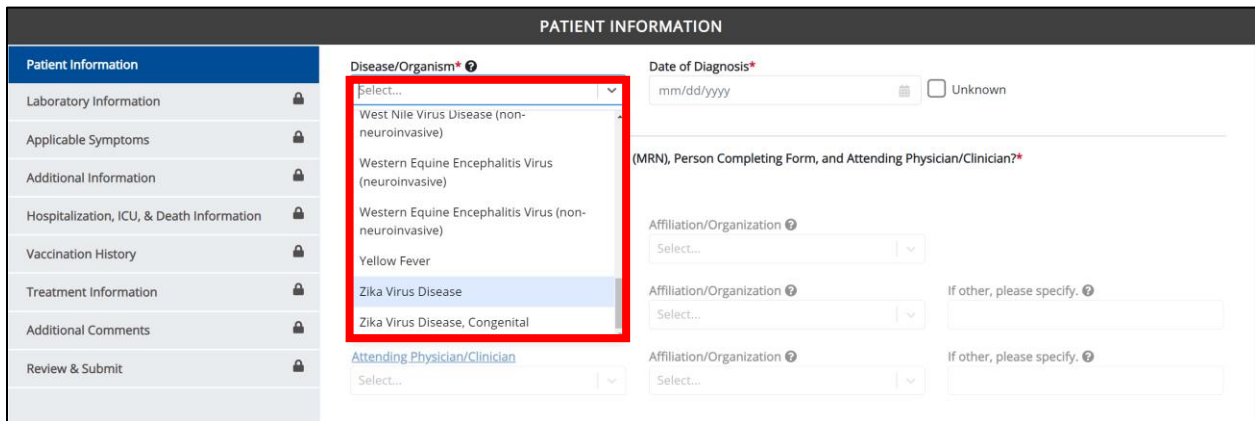 PATIENT INFORMATION
Patient Information
Laboratory Information
Applicable Symptoms
Additional Information
Hospitalization, ICU, & Death Information
Vaccination History
Treatment Information
Additional Comments
Review & Submit
Disease/Organism*
Select...
West Nile Virus Disease (non-
neuroinvasive)
Western Equine Encephalitis Virus
(neuroinvasive)
Western Equine Encephalitis Virus (non-
neuroinvasive)
Yellow Fever
Zika Virus Disease
Zika Virus Disease, Congenital
Date of Diagnosis*
mm/dd/yyyy
Unknown
(MRN), Person Completing Form, and Attending Physician/Clinician?*
Affiliation/Organization
Select...
Affiliation/Organization
Select...
If other, please specify.
Attending Physician/Clinician
Select...
Affiliation/Organization
Select...
If other, please specify.